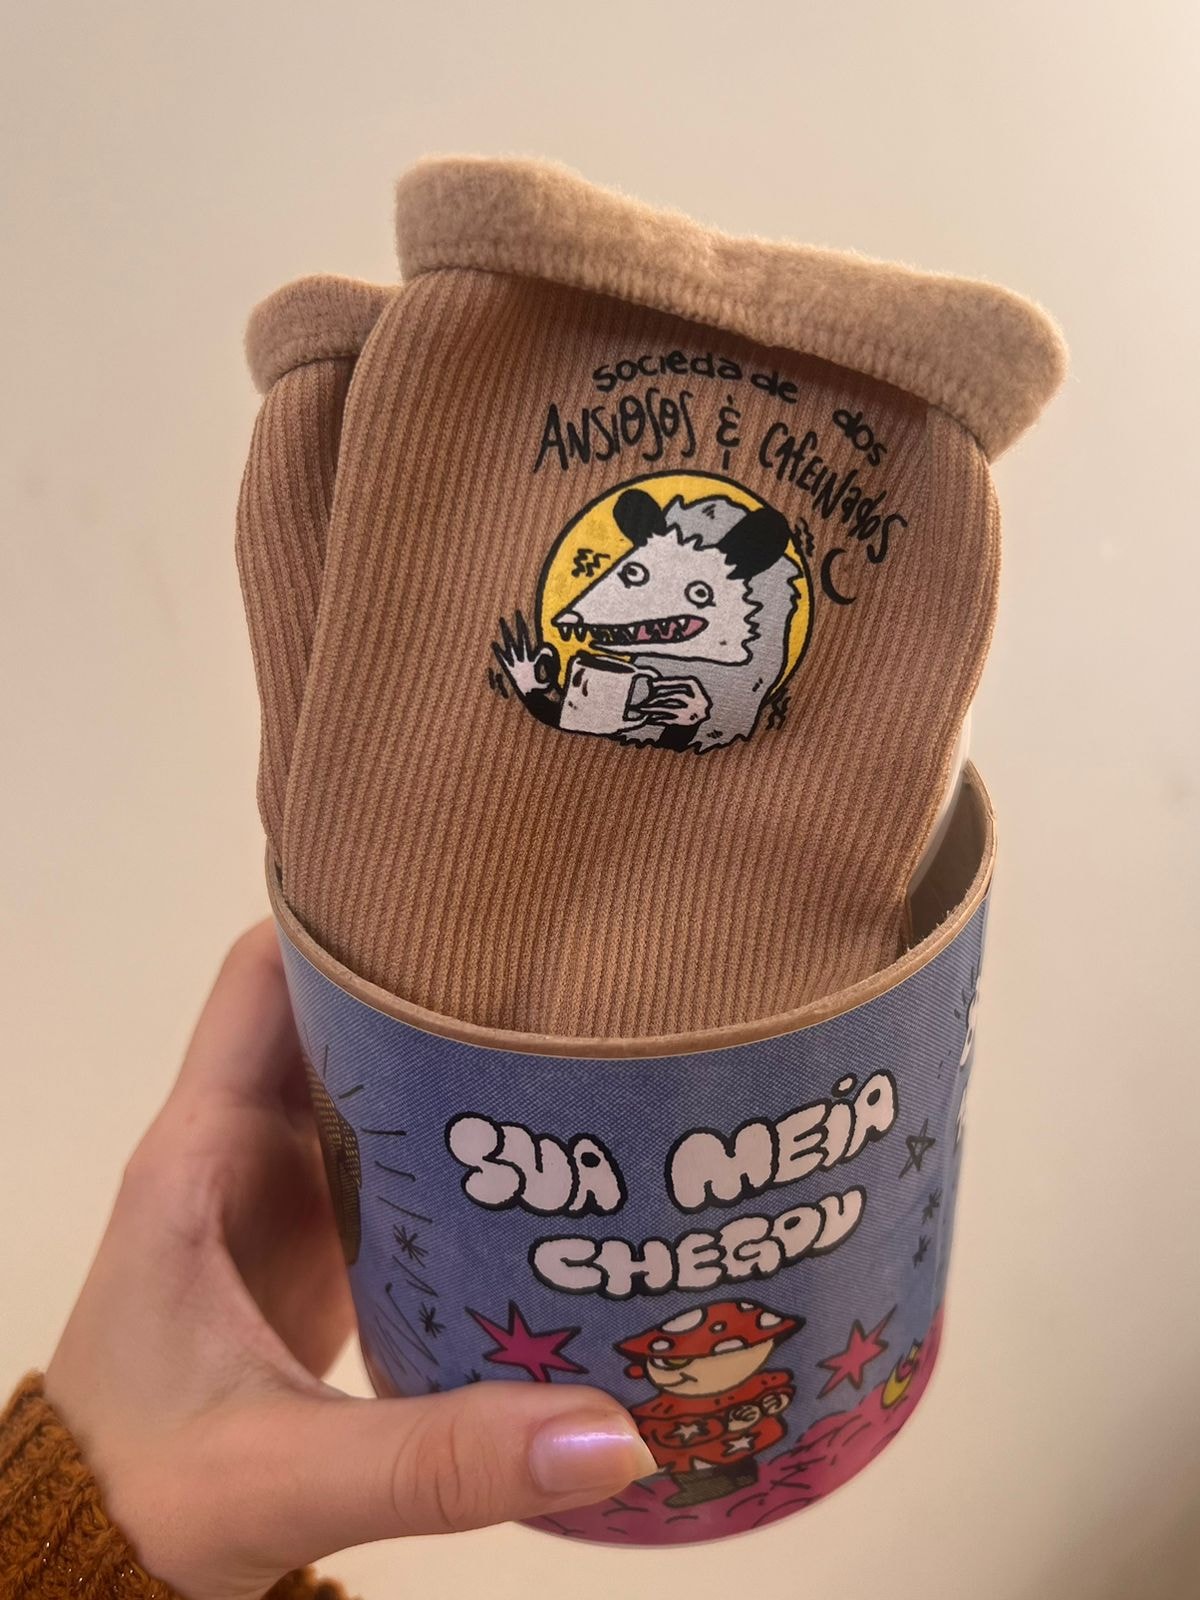 sociedade dos
ANSIOSOS & CAFEINADOS
SUA MEIA
CHEGOU